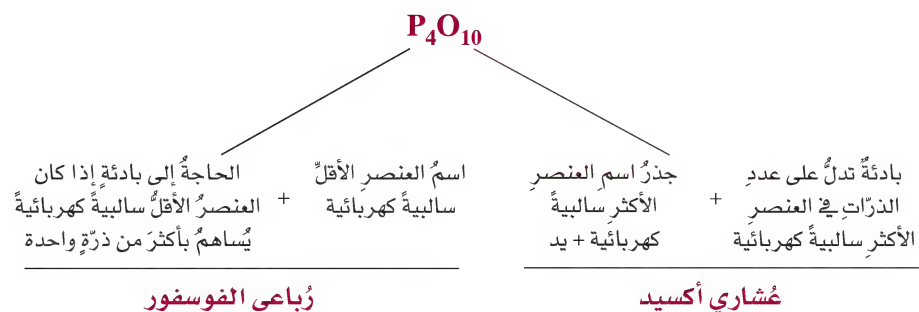 P₄O₁₀
بادئةٌ تدلُّ على عددِ
الذرّاتِ في العنصرِ
الأكثرِ سالبيةً كهربائية
+
جذرُ اسمِ العنصرِ
الأكثرِ سالبيةً
كهربائية + يد
عُشاري أكسيد
اسمُ العنصرِ الأقلِّ
سالبيةً كهربائية
+
الحاجةُ إلى بادئةٍ إذا كان
العنصرُ الأقلُّ سالبيةً كهربائيةً
يُساهمُ بأكثرَ من ذرّةٍ واحدة
رُباعى الفوسفور